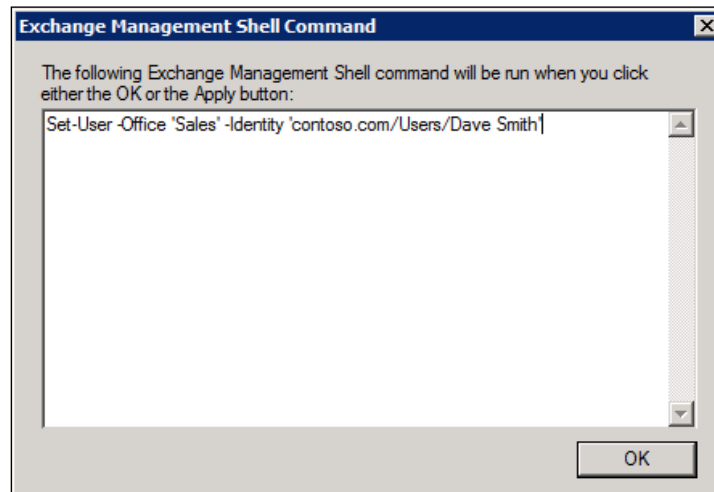 Exchange Management Shell Command
The following Exchange Management Shell command will be run when you click
either the OK or the Apply button:
Set-User -Office 'Sales' -Identity 'contoso.com/Users/Dave Smith'
OK